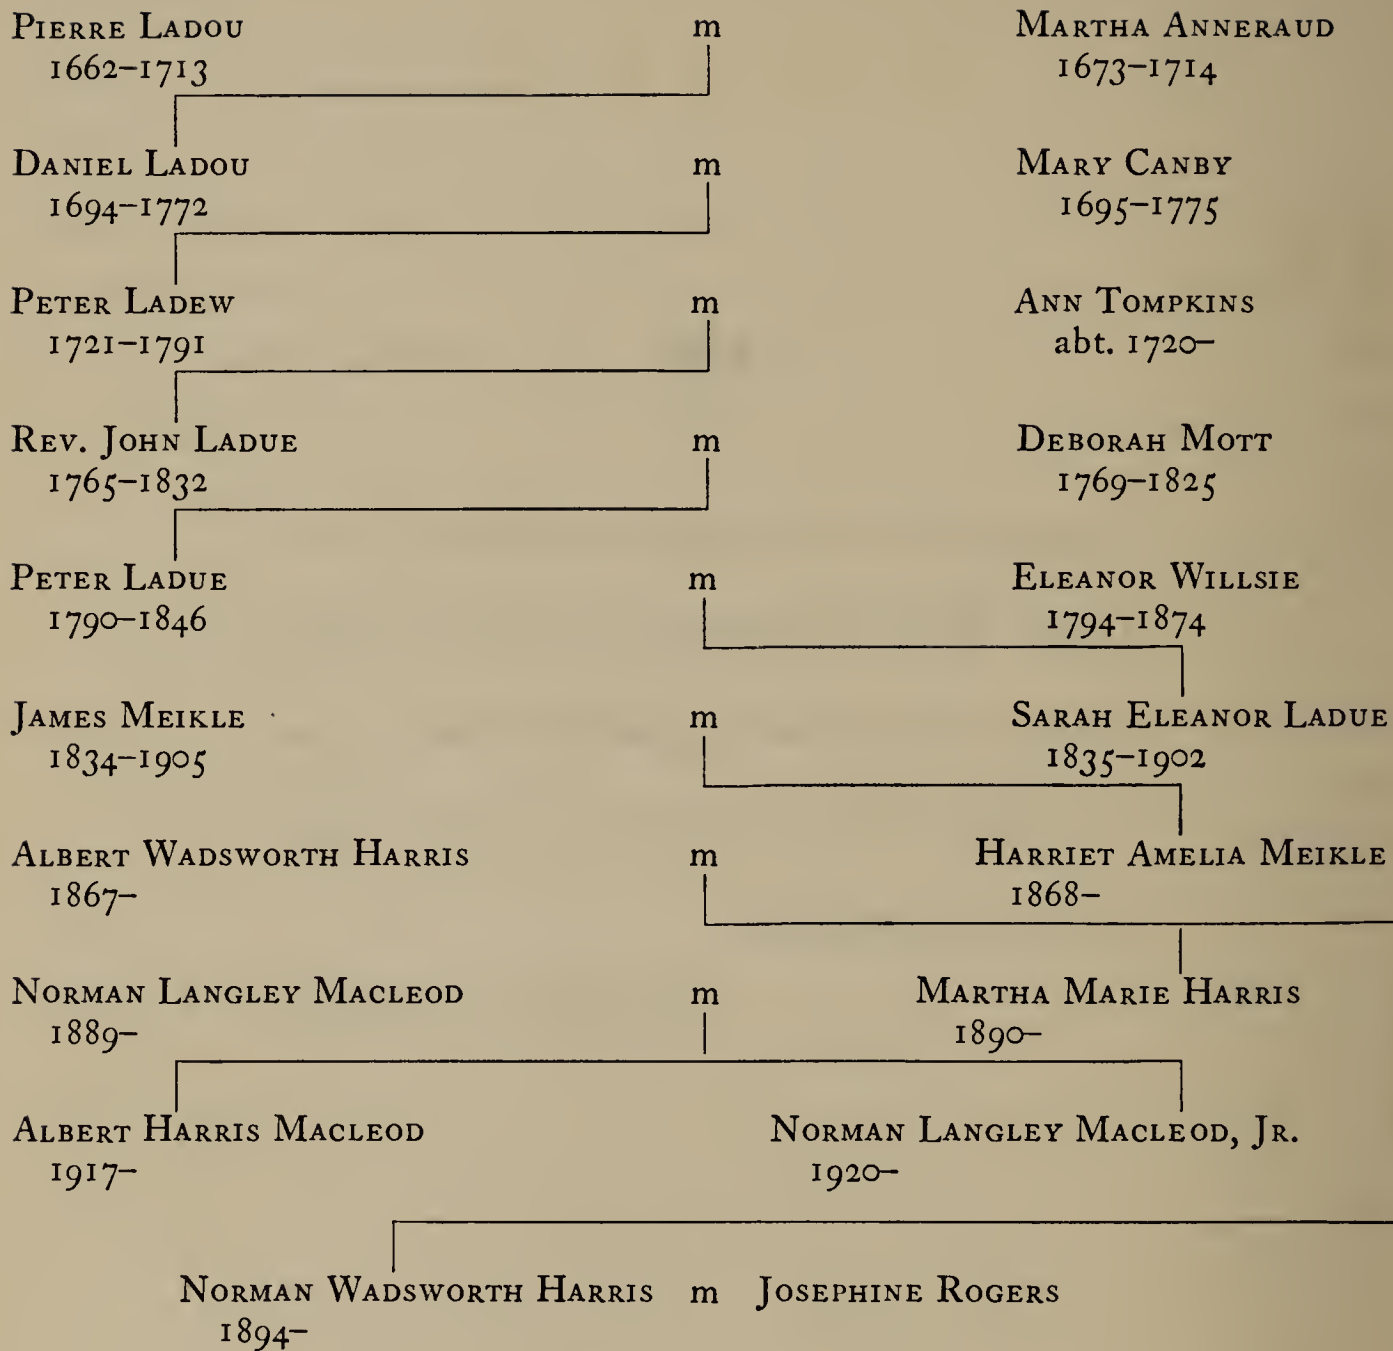 PIERRE LADOU m MARTHA ANNERAUD
1662–1713 1673–1714
DANIEL LADOU m MARY CANBY
1694–1772 1695–1775
PETER LADEW m ANN TOMPKINS
1721–1791 abt. 1720–
REV. JOHN LADUE m DEBORAH MOTT
1765–1832 1769–1825
PETER LADUE m ELEANOR WILLSIE
1790–1846 1794–1874
JAMES MEIKLE m SARAH ELEANOR LADUE
1834–1905 1835–1902
ALBERT WADSWORTH HARRIS m HARRIET AMELIA MEIKLE
1867– 1868–
NORMAN LANGLEY MACLEOD m MARTHA MARIE HARRIS
1889– 1890–
ALBERT HARRIS MACLEOD NORMAN LANGLEY MACLEOD, JR.
1917– 1920–
NORMAN WADSWORTH HARRIS m JOSEPHINE ROGERS
1894–